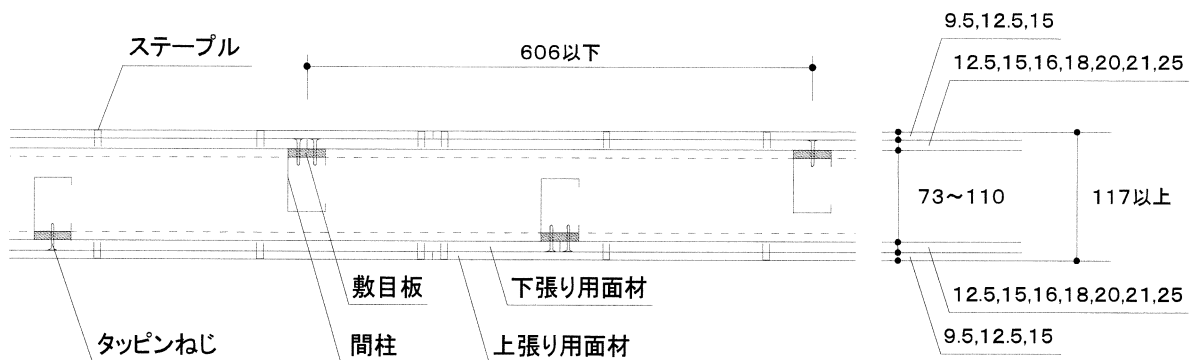 ステープル
606以下
9.5,12.5,15
12.5,15,16,18,20,21,25
73～110
117以上
敷目板
下張り用面材
12.5,15,16,18,20,21,25
タッピンねじ
間柱
上張り用面材
9.5,12.5,15